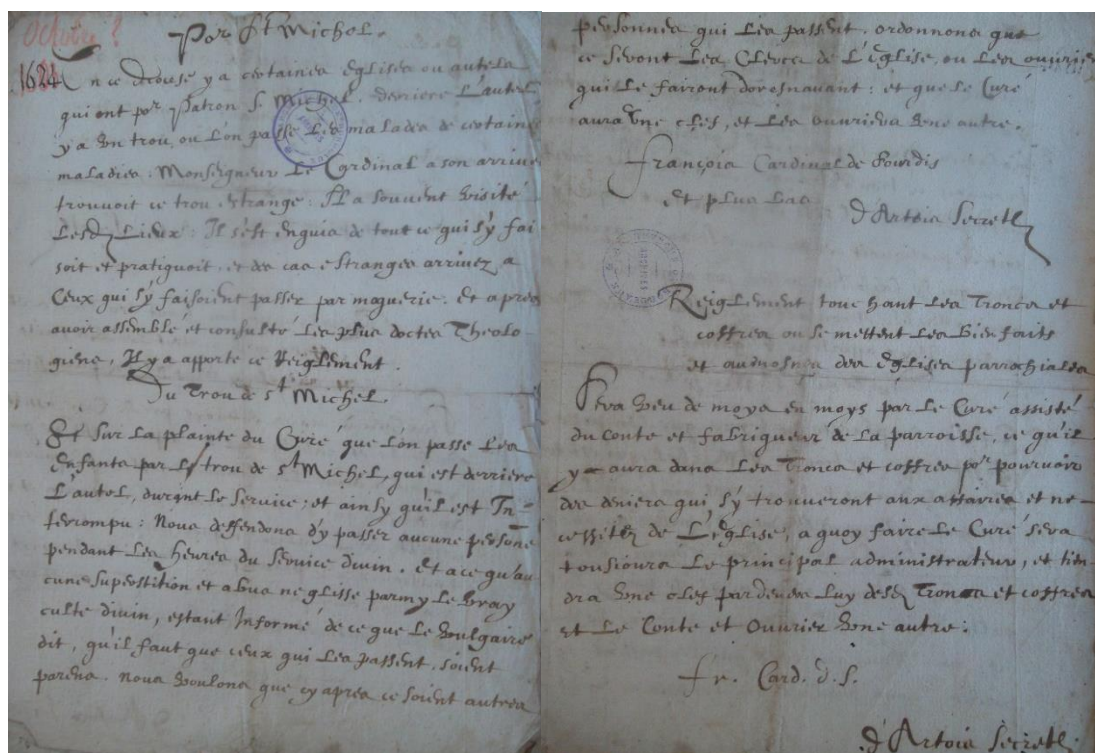 Octobre ?
1624
Por St Michel.
En ce diocese y a certaines Eglises ou autelz
qui ont por Patron St Michel. derriere L'autel
y a Un trou, ou L'on passe Les malades de certaines
maladies: Monseigneur Le Cardinal a son arrivée
trouvoit ce trou estrange: Il a souvent Visité
Lesdz Lieux: Il s'est enquis de tout ce qui s'y fai
soit et pratiquoit, et des cas estranges arrivez a
Ceux qui s'y faisoient passer par moquerie: Et apres
avoir assemblé et consulté Les plus doctes Theolo
giens, Il y a apporté ce Reiglement.
Du Trou de st Michel.
Et sur La plainte du Curé que L'on passe Les
Enfants par Le trou de st Michel, qui est derriere
L'autel, durant Le Service; et ainsy qu'il est In=
terrompu: Nous deffendons d'y passer aucune personne
pendant Les Heures du Service divin. Et a ce qu'au
cune Superstition et abus ne glisse parmy Le Vray
culte divin, estant Informé de ce que Le Vulgaire
dit, qu'il faut que ceux qui Les passent, soient
parens. Nous Voulons que cy apres ce soient autres
personnes qui Les passent. ordonnons que
ce seront Les Clercs de L'Eglise, ou Les ouvriers
qui Le fairont doresnavant: et que Le Curé
aura Une clef, et Les ouvriers Une autre.
François Cardinal de Sourdis
Et plus bas
d'Artois Secret.
Reiglement touchant Les Troncs et
coffres ou se mettent Les bienfaits
et aumosnes des Eglises parrochiales
Sera Veu de moys en moys par Le Curé assisté
du Conte et fabriqueur de La parroisse, ce qu'il
y aura dans Les Troncs et coffres por pourvoir
des deniers qui s'y trouveront aux affaires et ne=
cessitez de L'Eglise, a quoy faire Le Curé sera
tousiours Le principal administrateur, et tien
dra Une clef par devers Luy desdz Troncs et coffres
et Le Conte et Ouvrier Une autre:
fr. Card. d. S.
d'Artois Secret.